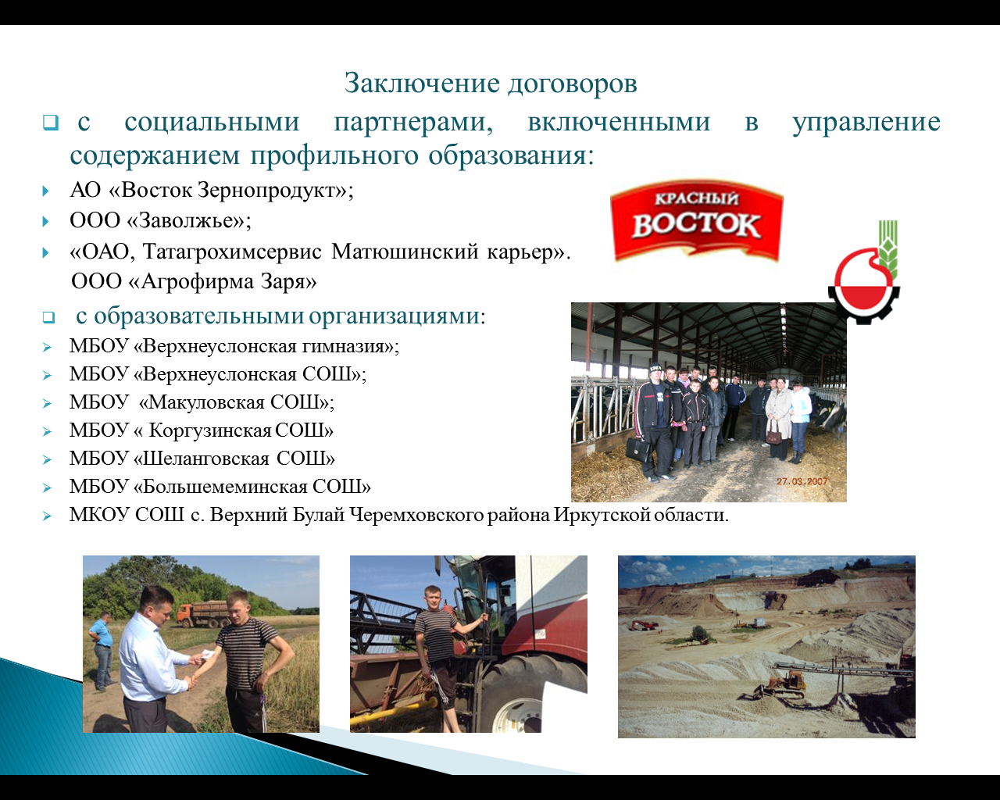 Заключение договоров
с социальными партнерами, включенными в управление
содержанием профильного образования:
АО «Восток Зернопродукт»;
ООО «Заволжье»;
«ОАО, Татагрохимсервис Матюшинский карьер».
ООО «Агрофирма Заря»
КРАСНЫЙ
ВОСТОК
с образовательными организациями:
МБОУ «Верхнеуслонская гимназия»;
МБОУ «Верхнеуслонская СОШ»;
МБОУ «Макуловская СОШ»;
МБОУ « Коргузинская СОШ»
МБОУ «Шеланговская СОШ»
МБОУ «Большемеминская СОШ»
27.03.2007
МКОУ СОШ с. Верхний Булай Черемховского района Иркутской области.